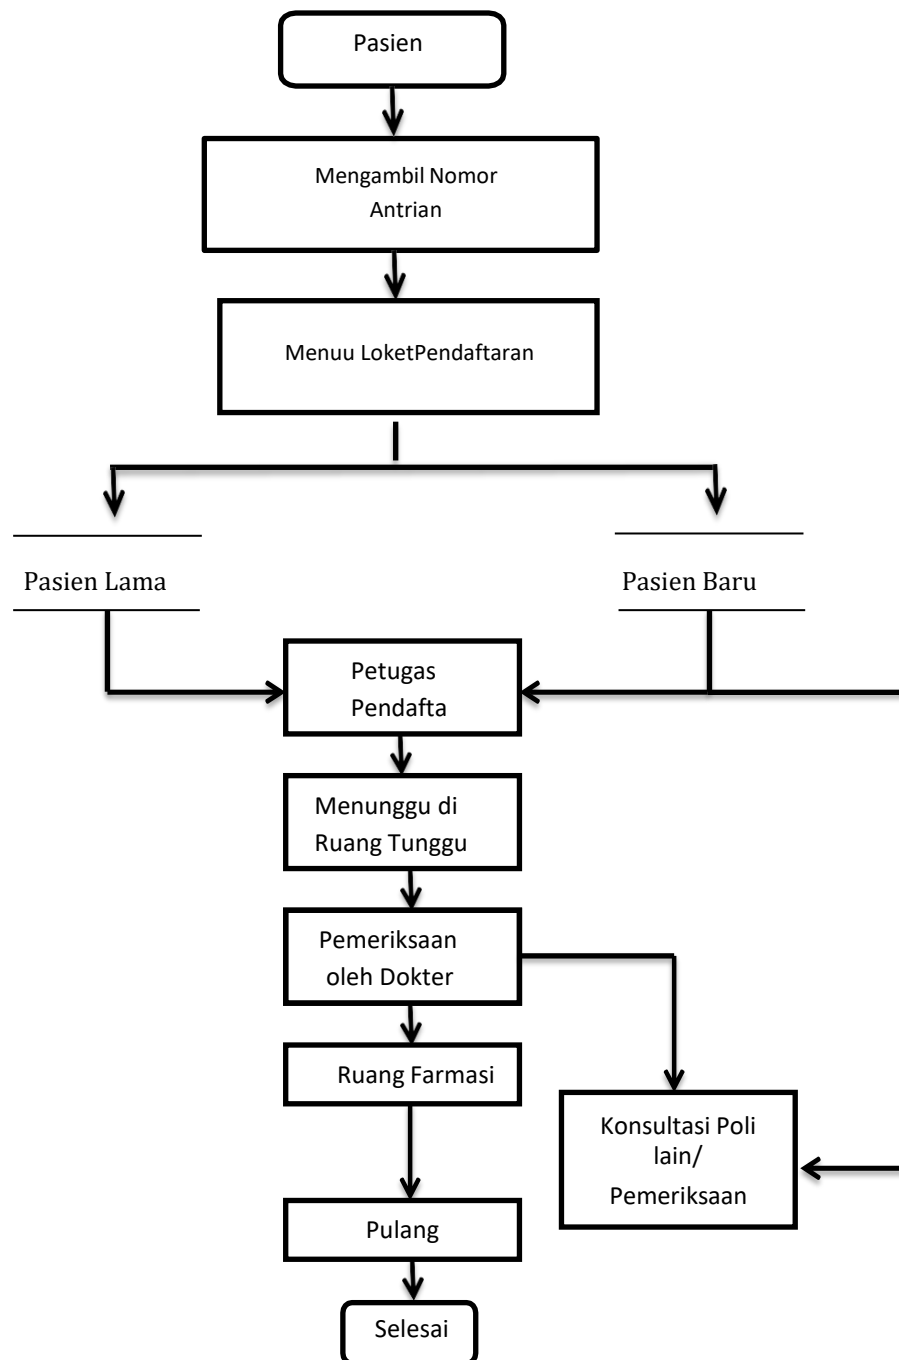 Pasien
Mengambil Nomor
Antrian
Menuu LoketPendaftaran
Pasien Lama
Pasien Baru
Petugas
Pendafta
Menunggu di
Ruang Tunggu
Pemeriksaan
oleh Dokter
Ruang Farmasi
Konsultasi Poli
lain/
Pemeriksaan
Pulang
Selesai